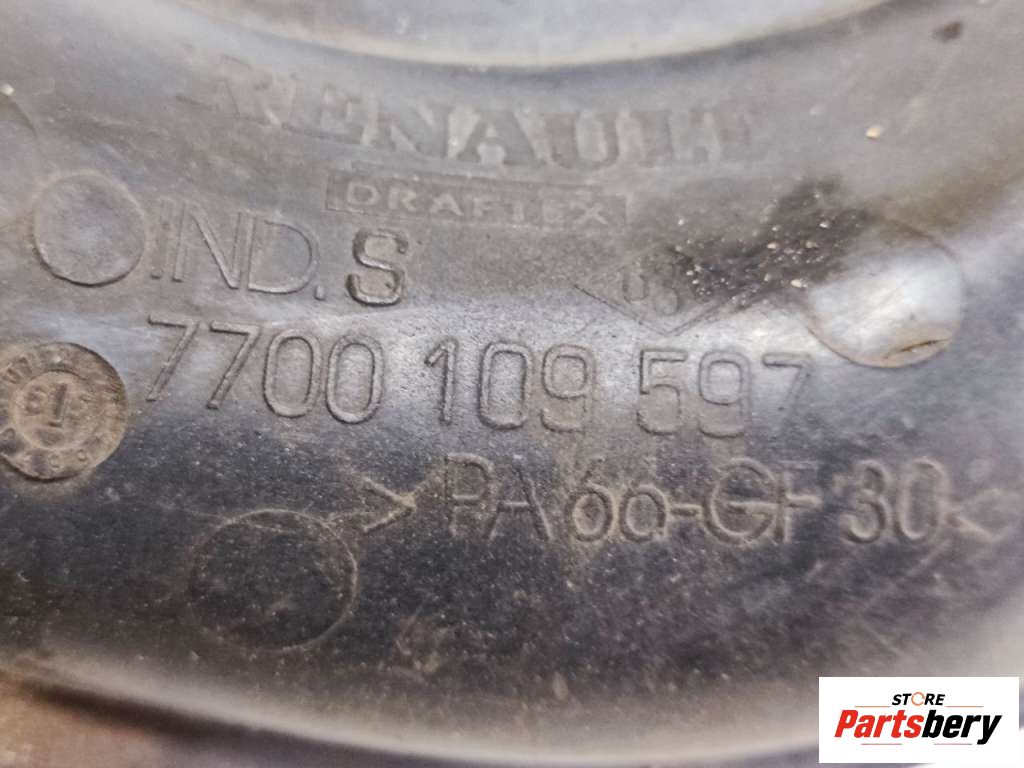 RENAULT
DRAFTEX
IND. S
7700 109 597
>PA66-GF30<
STORE
Partsbery